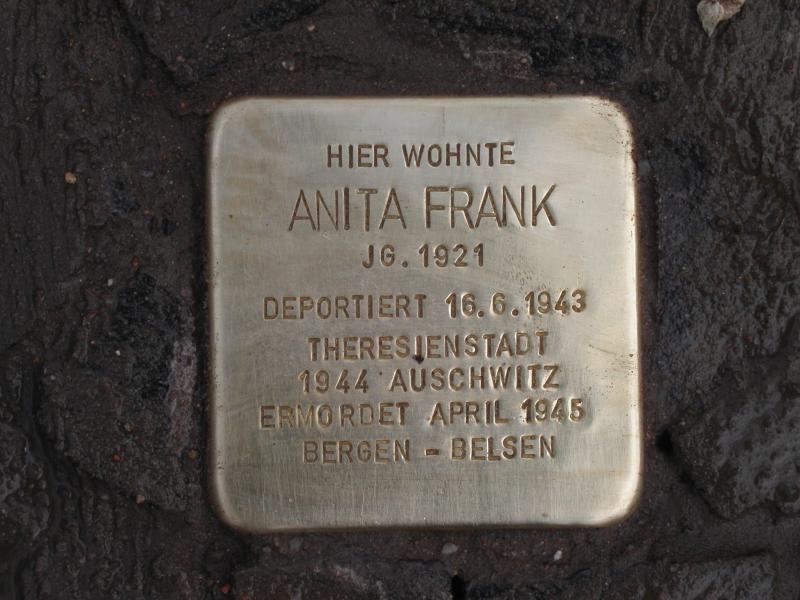 HIER WOHNTE
ANITA FRANK
JG. 1921
DEPORTIERT 16.6.1943
THERESIENSTADT
1944 AUSCHWITZ
ERMORDET APRIL 1945
BERGEN - BELSEN